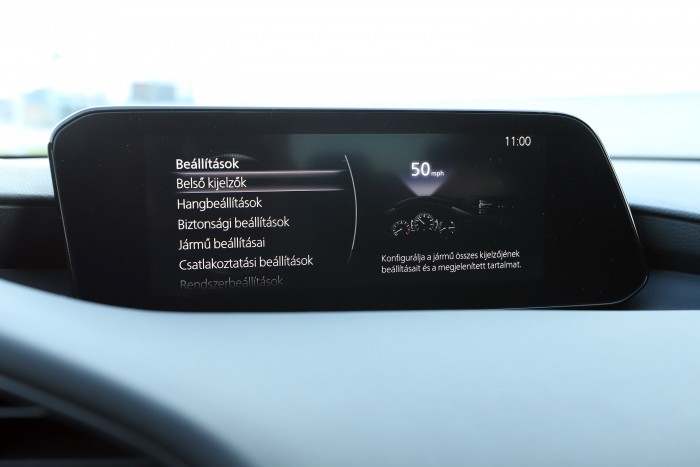 11:00
Beállítások
Belső kijelzők
Hangbeállítások
Biztonsági beállítások
Jármű beállításai
Csatlakoztatási beállítások
Rendszerbeállítások
50 mph
Konfigurálja a jármű összes kijelzőjének
beállításait és a megjelenített tartalmat.